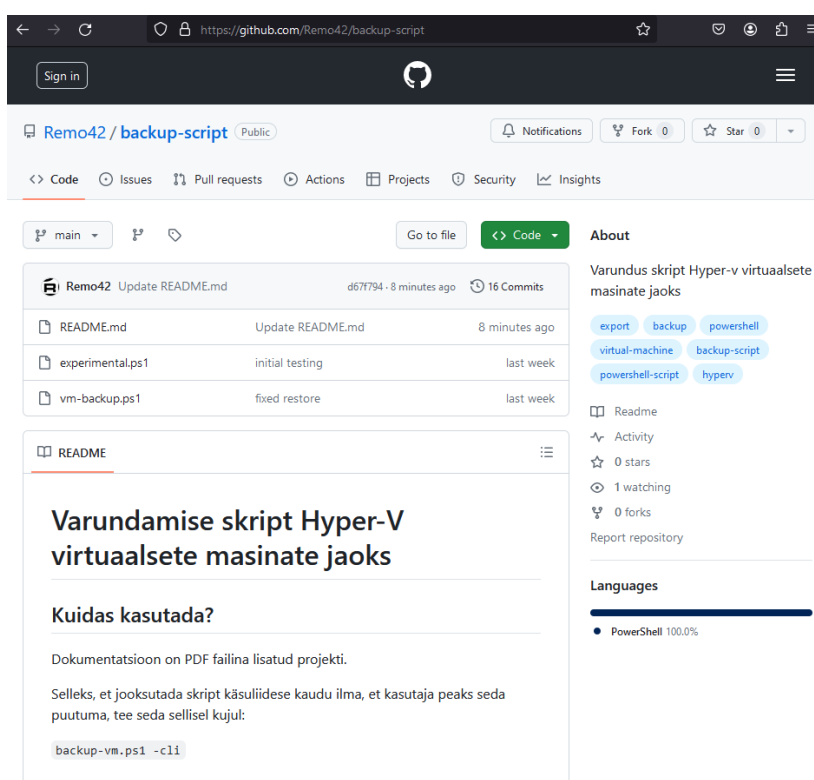 https://github.com/Remo42/backup-script
Sign in
Remo42 / backup-script Public
Notifications
Fork 0
Star 0
Code
Issues
Pull requests
Actions
Projects
Security
Insights
main
Go to file
Code
Remo42 Update README.md d67f794 · 8 minutes ago 16 Commits
README.md Update README.md 8 minutes ago
experimental.ps1 initial testing last week
vm-backup.ps1 fixed restore last week
README
Varundamise skript Hyper-V
virtuaalsete masinate jaoks
Kuidas kasutada?
Dokumentatsioon on PDF failina lisatud projekti.
Selleks, et jooksutada skript käsuliidese kaudu ilma, et kasutaja peaks seda
puutuma, tee seda sellisel kujul:
backup-vm.ps1 -cli
About
Varundus skript Hyper-v virtuaalsete
masinate jaoks
export backup powershell
virtual-machine backup-script
powershell-script hyperv
Readme
Activity
0 stars
1 watching
0 forks
Report repository
Languages
PowerShell 100.0%